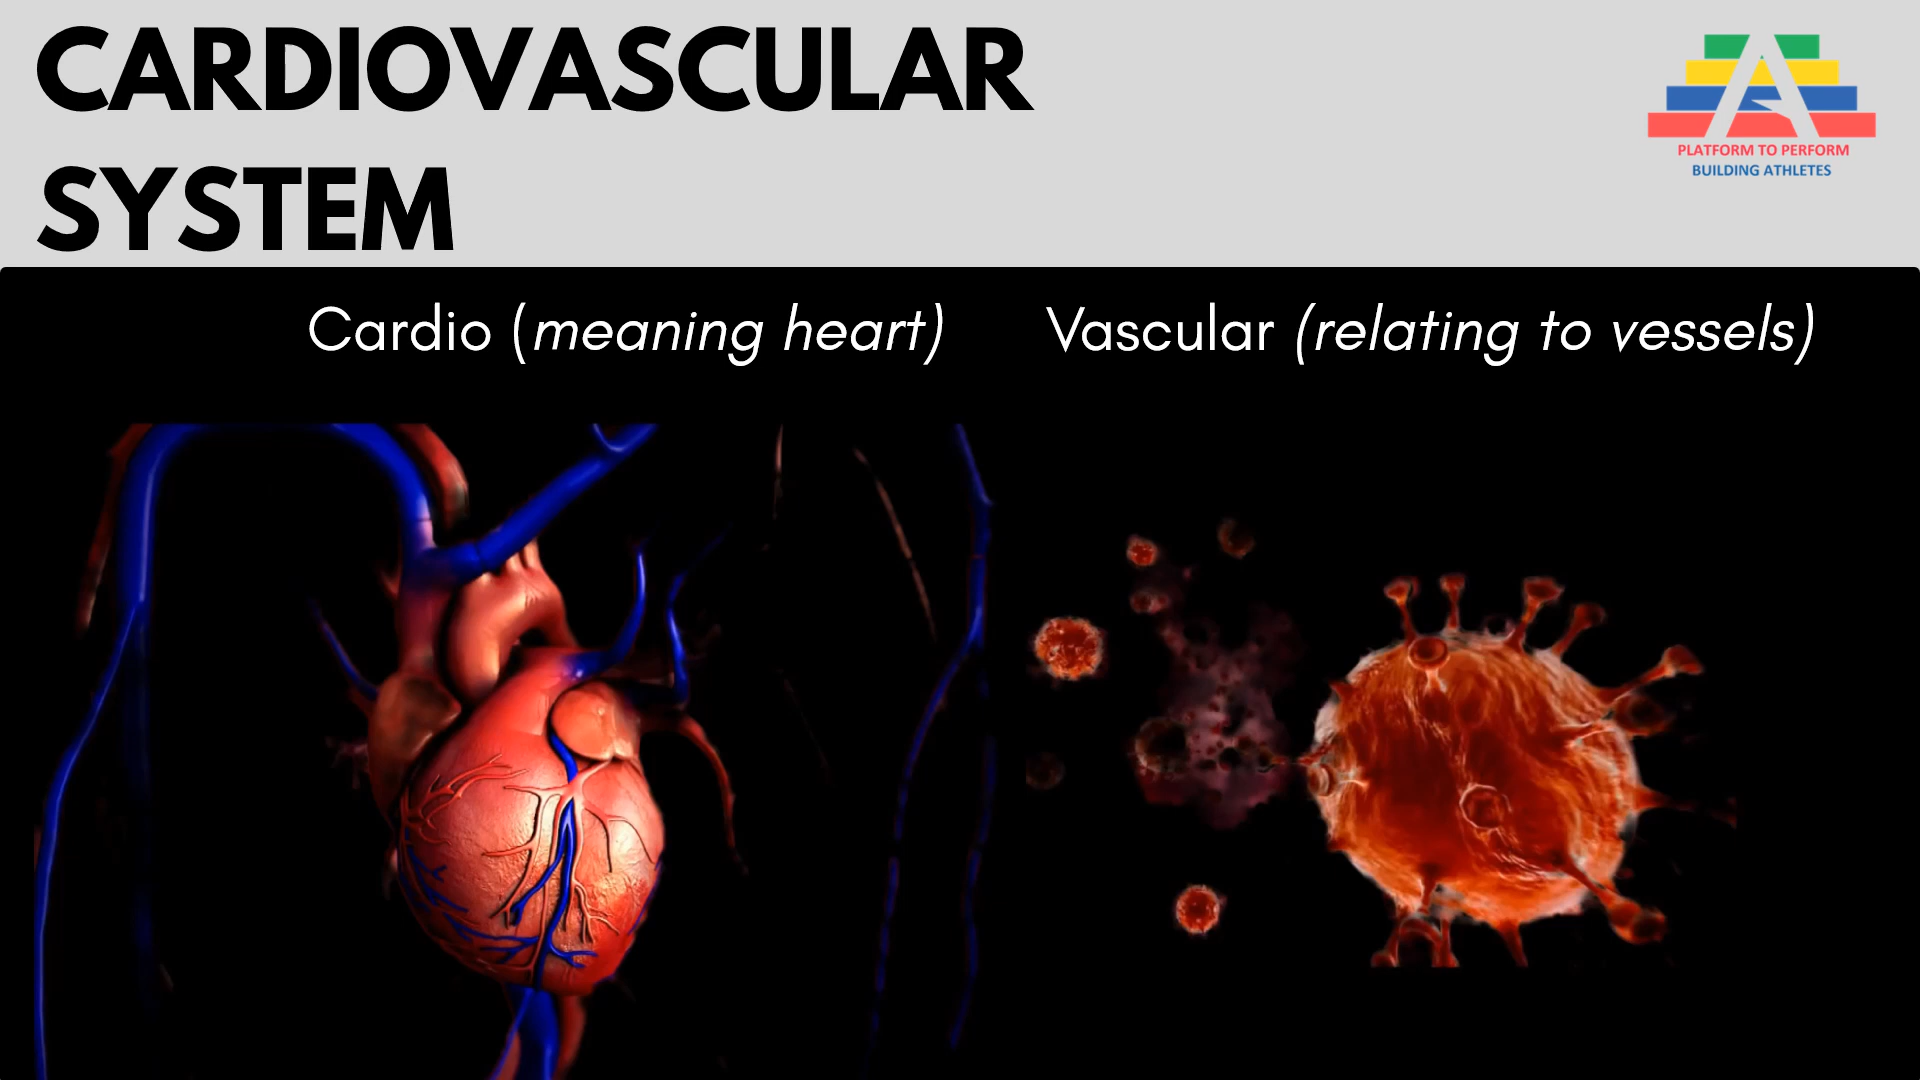 CARDIOVASCULAR
SYSTEM
PLATFORM TO PERFORM
BUILDING ATHLETES
Cardio (meaning heart)
Vascular (relating to vessels)